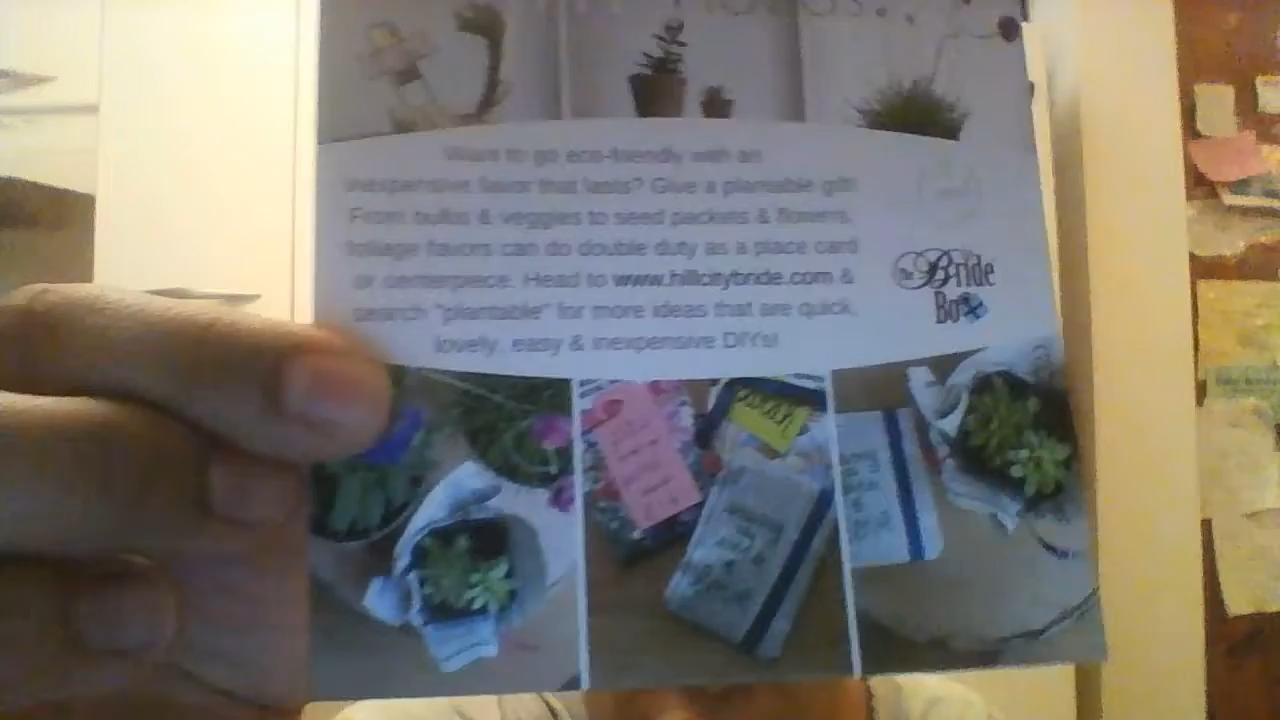 Want to go eco-friendly with an
inexpensive favor that lasts? Give a plantable gift!
From bulbs & veggies to seed packets & flowers,
foliage favors can do double duty as a place card
or centerpiece. Head to www.hillcitybride.com &
search "plantable" for more ideas that are quick,
lovely, easy & inexpensive DIYs!
The Bride
Box